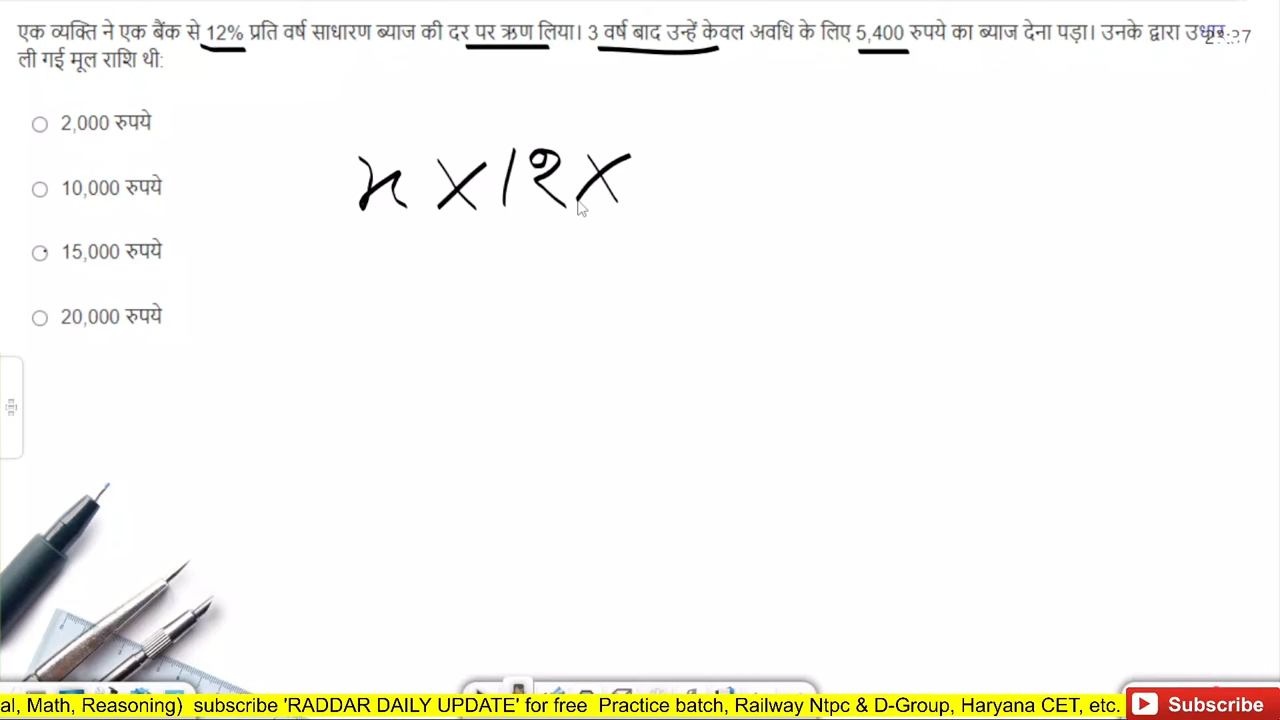 एक व्यक्ति ने एक बैंक से 12% प्रति वर्ष साधारण ब्याज की दर पर ऋण लिया। 3 वर्ष बाद उन्हें केवल अवधि के लिए 5,400 रुपये का ब्याज देना पड़ा। उनके द्वारा उधार
ली गई मूल राशि थी:
2,000 रुपये
10,000 रुपये
15,000 रुपये
20,000 रुपये
x × 12 ×
al, Math, Reasoning) subscribe 'RADDAR DAILY UPDATE' for free Practice batch, Railway Ntpc & D-Group, Haryana CET, etc.
Subscribe